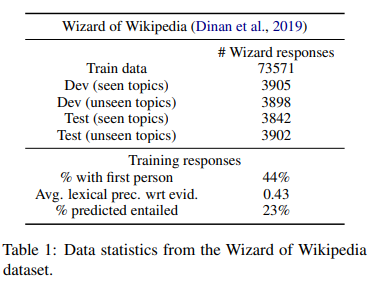 Wizard of Wikipedia (Dinan et al., 2019)
# Wizard responses
Train data 73571
Dev (seen topics) 3905
Dev (unseen topics) 3898
Test (seen topics) 3842
Test (unseen topics) 3902
Training responses
% with first person 44%
Avg. lexical prec. wrt evid. 0.43
% predicted entailed 23%
Table 1: Data statistics from the Wizard of Wikipedia
dataset.